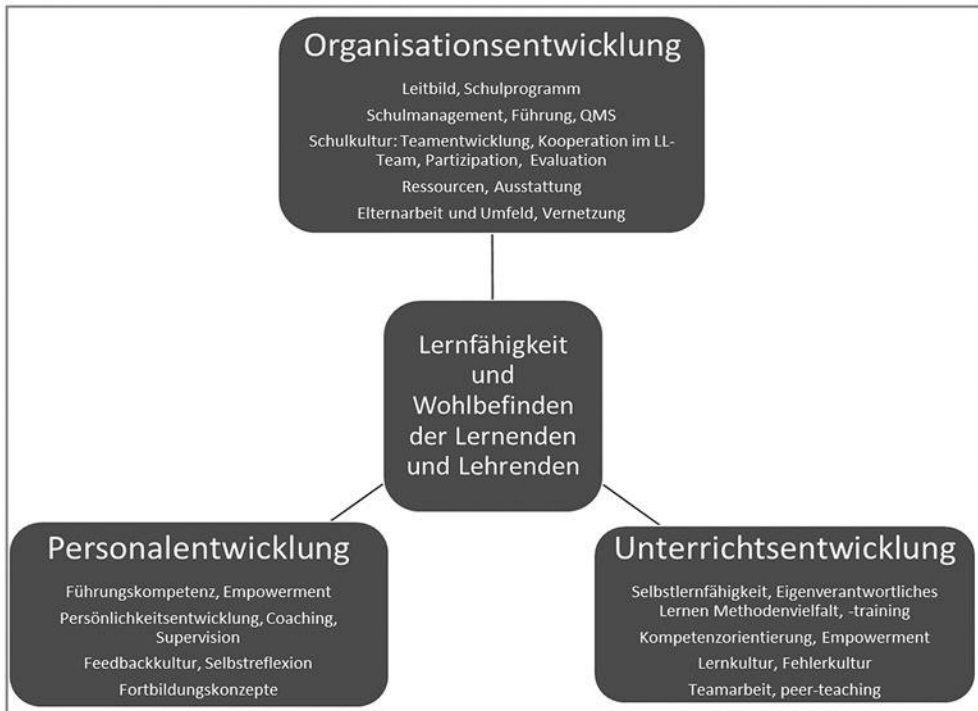 Organisationsentwicklung
Leitbild, Schulprogramm
Schulmanagement, Führung, QMS
Schulkultur: Teamentwicklung, Kooperation im LL-
Team, Partizipation, Evaluation
Ressourcen, Ausstattung
Elternarbeit und Umfeld, Vernetzung
Lernfähigkeit
und
Wohlbefinden
der Lernenden
und Lehrenden
Personalentwicklung
Führungskompetenz, Empowerment
Persönlichkeitsentwicklung, Coaching,
Supervision
Feedbackkultur, Selbstreflexion
Fortbildungskonzepte
Unterrichtsentwicklung
Selbstlernfähigkeit, Eigenverantwortliches
Lernen Methodenvielfalt, -training
Kompetenzorientierung, Empowerment
Lernkultur, Fehlerkultur
Teamarbeit, peer-teaching